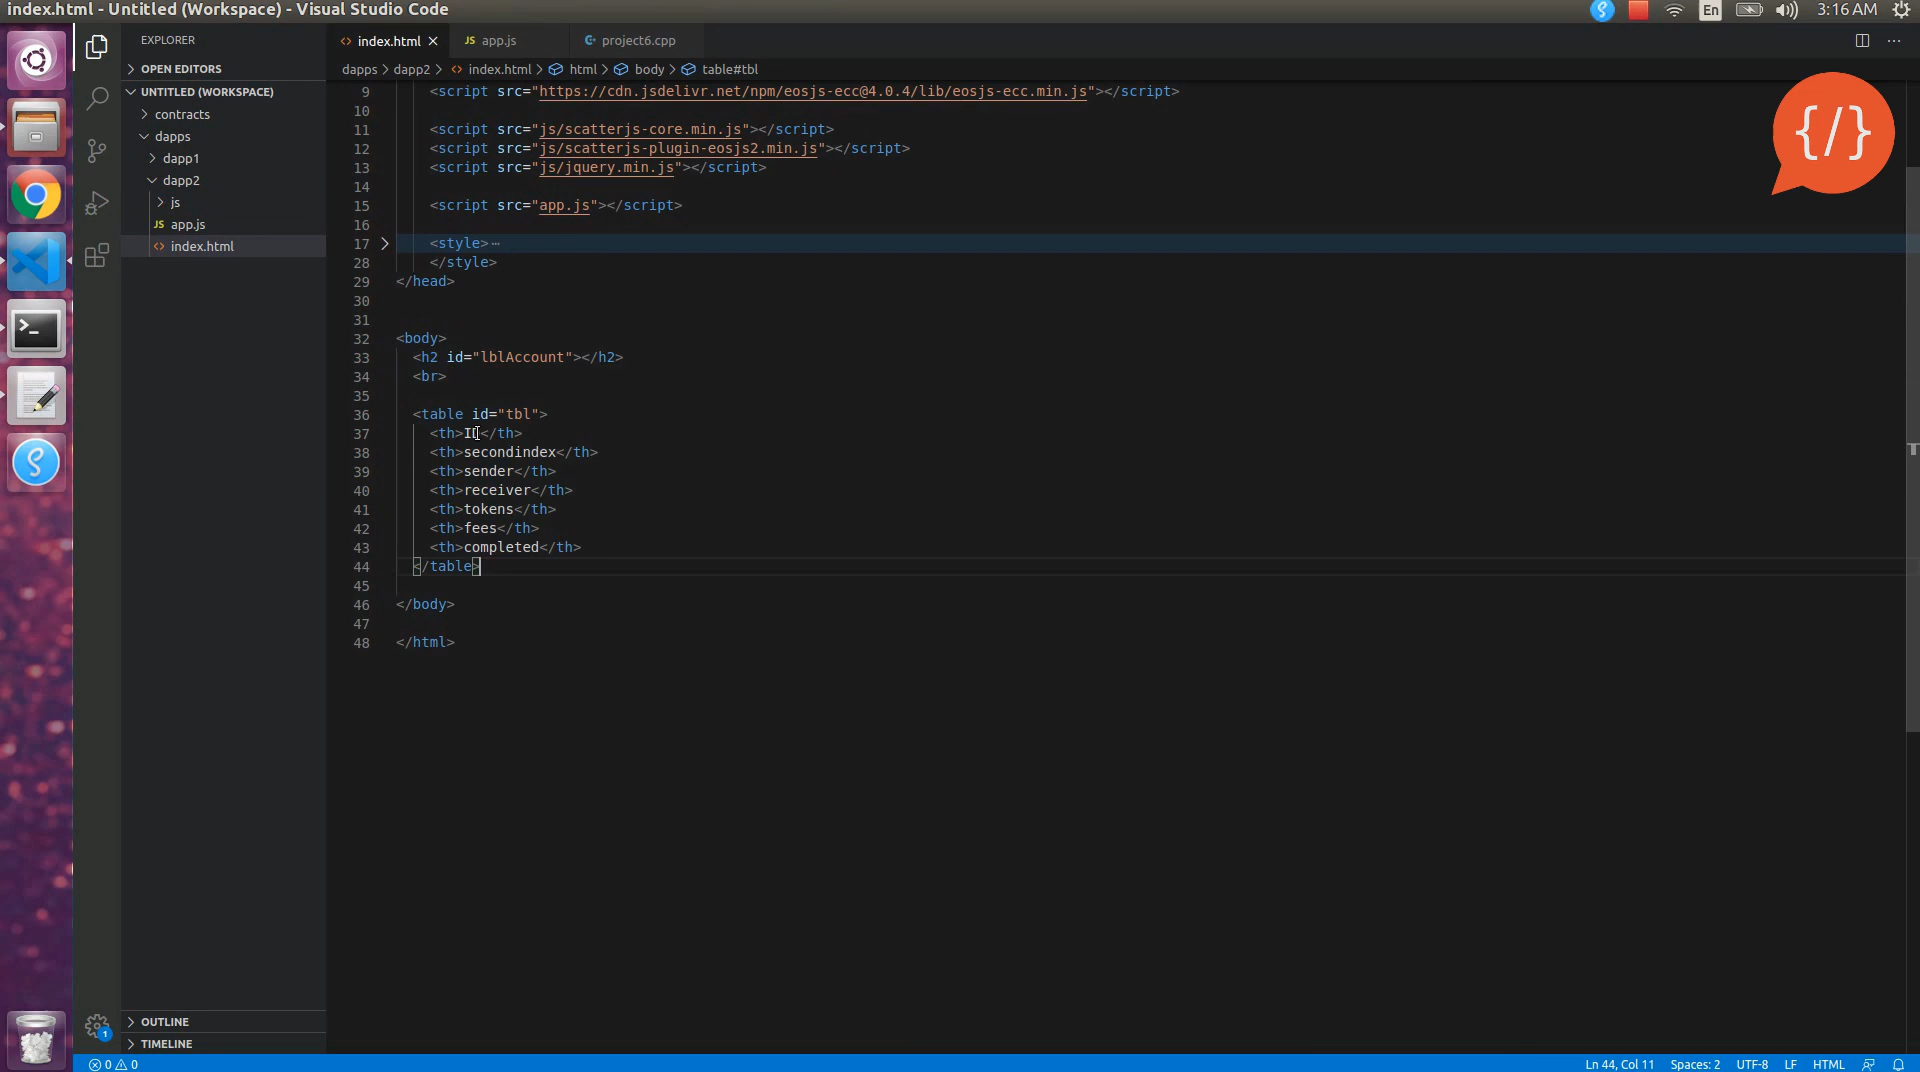 index.html - Untitled (Workspace) - Visual Studio Code
En
3:16 AM
EXPLORER
OPEN EDITORS
UNTITLED (WORKSPACE)
contracts
dapps
dapp1
dapp2
js
JS app.js
<> index.html
OUTLINE
TIMELINE
<> index.html
JS app.js
C+ project6.cpp
dapps > dapp2 > <> index.html > html > body > table#tbl
{/}
9 <script src="https://cdn.jsdelivr.net/npm/eosjs-ecc@4.0.4/lib/eosjs-ecc.min.js"></script>
10
11 <script src="js/scatterjs-core.min.js"></script>
12 <script src="js/scatterjs-plugin-eosjs2.min.js"></script>
13 <script src="js/jquery.min.js"></script>
14
15 <script src="app.js"></script>
16
17 <style>⋯
28 </style>
29 </head>
30
31
32 <body>
33 <h2 id="lblAccount"></h2>
34 <br>
35
36 <table id="tbl">
37 <th>ID</th>
38 <th>secondindex</th>
39 <th>sender</th>
40 <th>receiver</th>
41 <th>tokens</th>
42 <th>fees</th>
43 <th>completed</th>
44 </table>
45
46 </body>
47
48 </html>
1
0 0
Ln 44, Col 11
Spaces: 2
UTF-8
LF
HTML